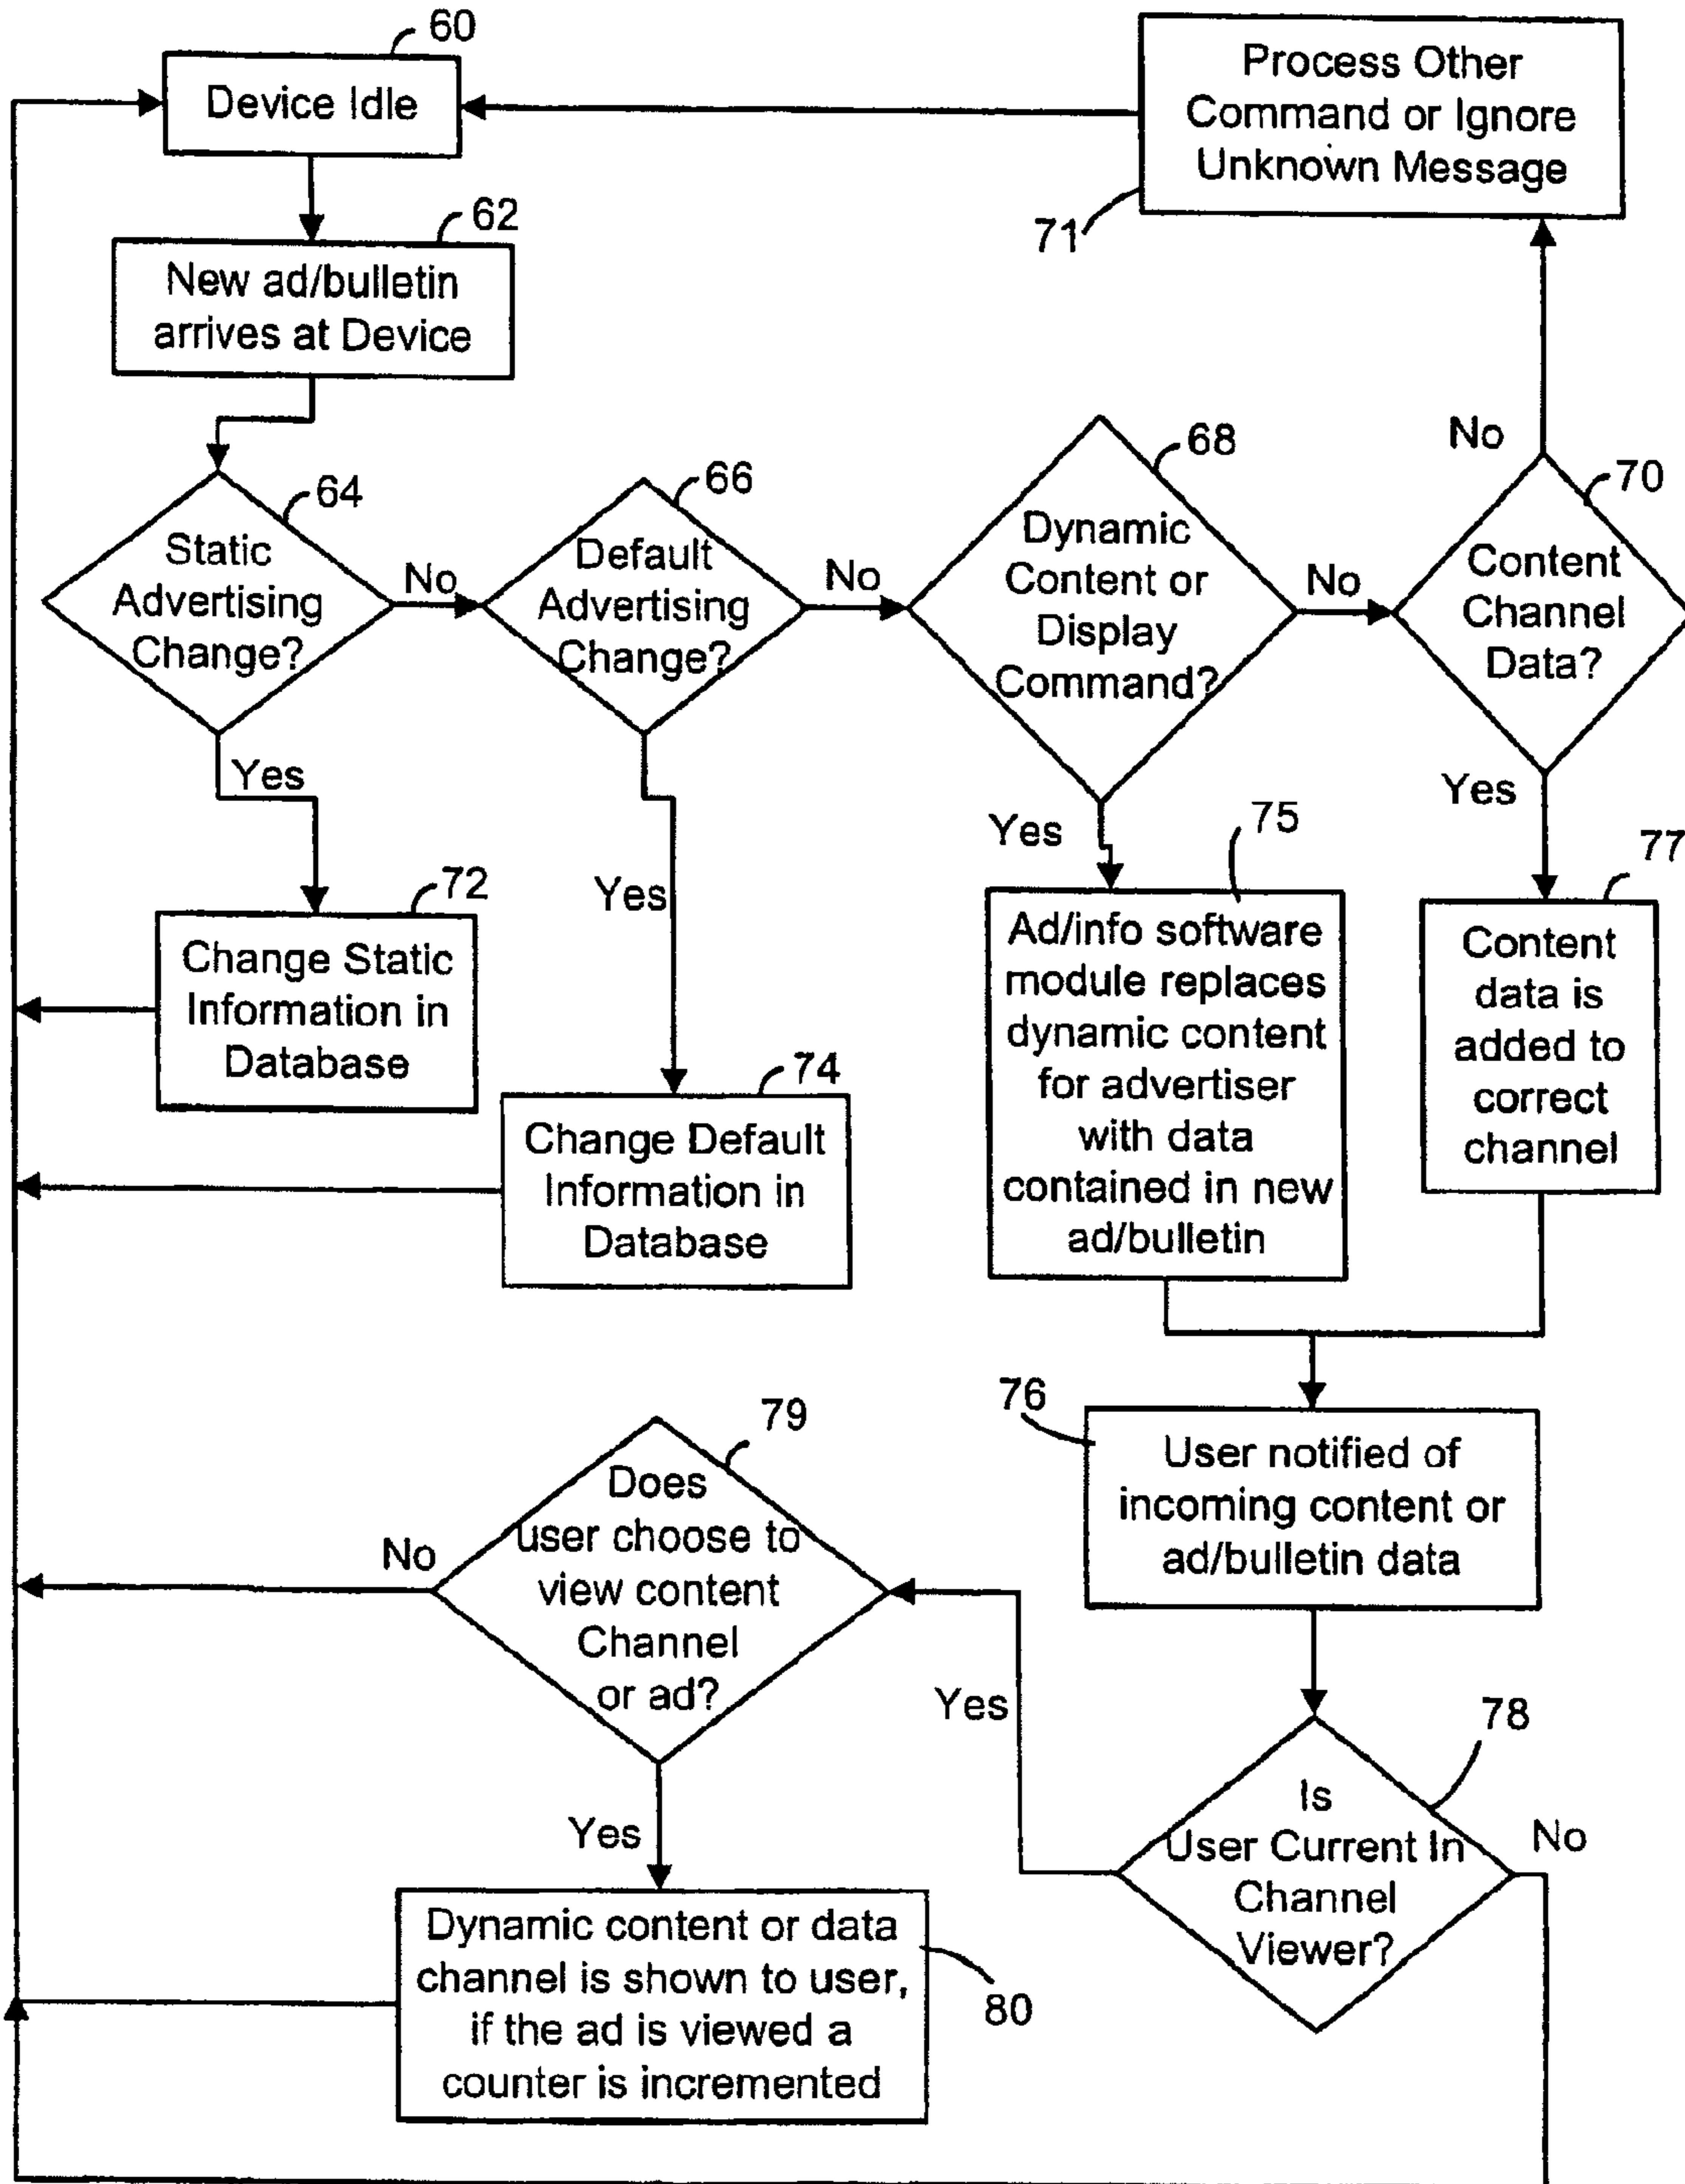 60
Device Idle
Process Other
Command or Ignore
Unknown Message
71
62
New ad/bulletin
arrives at Device
64
Static
Advertising
Change?
No
66
Default
Advertising
Change?
No
68
Dynamic
Content or
Display
Command?
No
70
Content
Channel
Data?
No
Yes
72
Change Static
Information in
Database
Yes
74
Change Default
Information in
Database
Yes
75
Ad/info software
module replaces
dynamic content
for advertiser
with data
contained in new
ad/bulletin
Yes
77
Content
data is
added to
correct
channel
76
User notified of
incoming content or
ad/bulletin data
78
Is
User Current In
Channel
Viewer?
No
Yes
79
Does
user choose to
view content
Channel
or ad?
No
Yes
80
Dynamic content or data
channel is shown to user,
if the ad is viewed a
counter is incremented